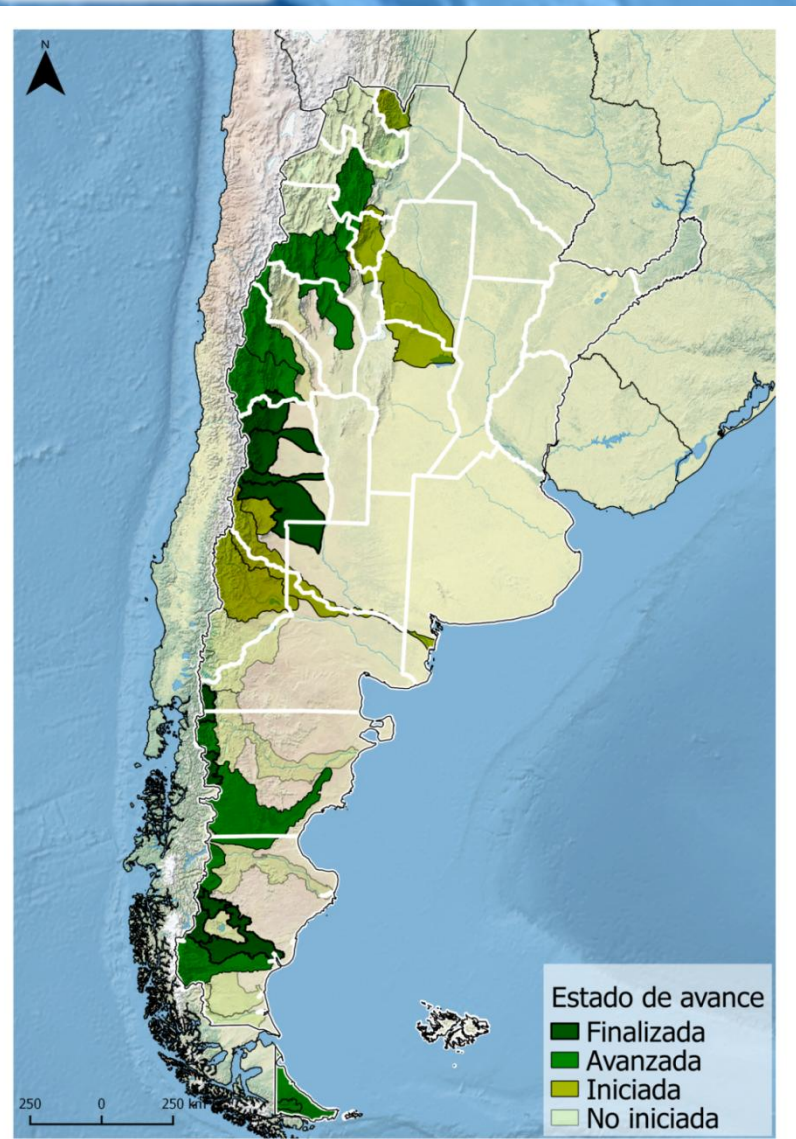 N
Estado de avance
Finalizada
Avanzada
Iniciada
No iniciada
250 0 250 km